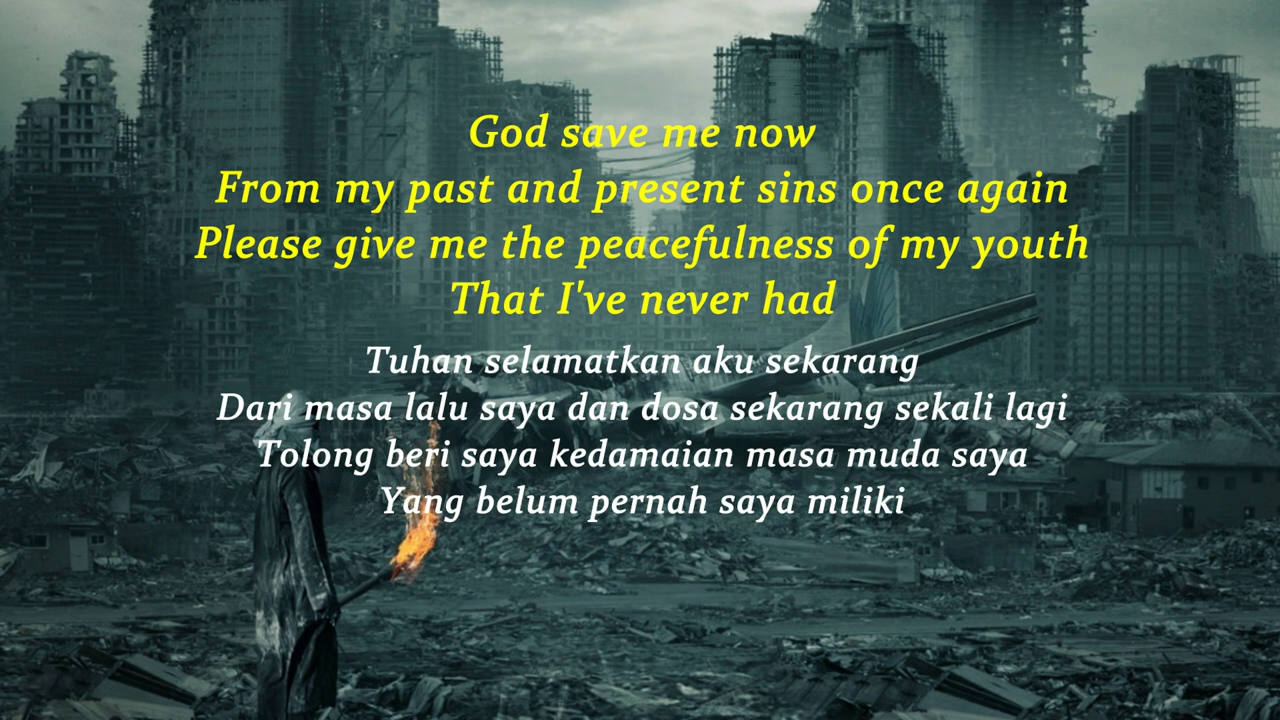 God save me now
From my past and present sins once again
Please give me the peacefulness of my youth
That I've never had
Tuhan selamatkan aku sekarang
Dari masa lalu saya dan dosa sekarang sekali lagi
Tolong beri saya kedamaian masa muda saya
Yang belum pernah saya miliki